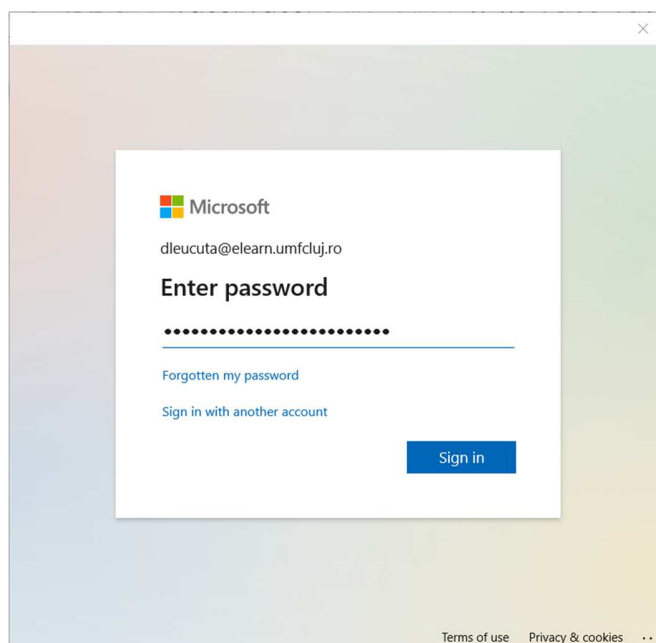 Microsoft
dleucuta@elearn.umfcluj.ro
Enter password
•••••••••••••••••••••••••
Forgotten my password
Sign in with another account
Sign in
Terms of use Privacy & cookies